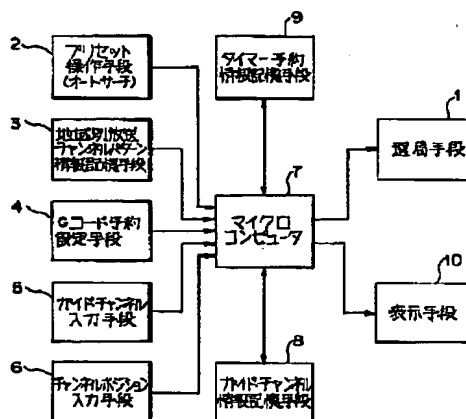 2
プリセット
操作手段
(オートサーチ)
3
地域別放送
チャンネルパターン
情報記憶手段
4
Gコード予約
設定手段
5
ガイドチャンネル
入力手段
6
チャンネルポジション
入力手段
9
タイマー予約
情報記憶手段
7
マイクロ
コンピュータ
8
ガイドチャンネル
情報記憶手段
1
選局手段
10
表示手段